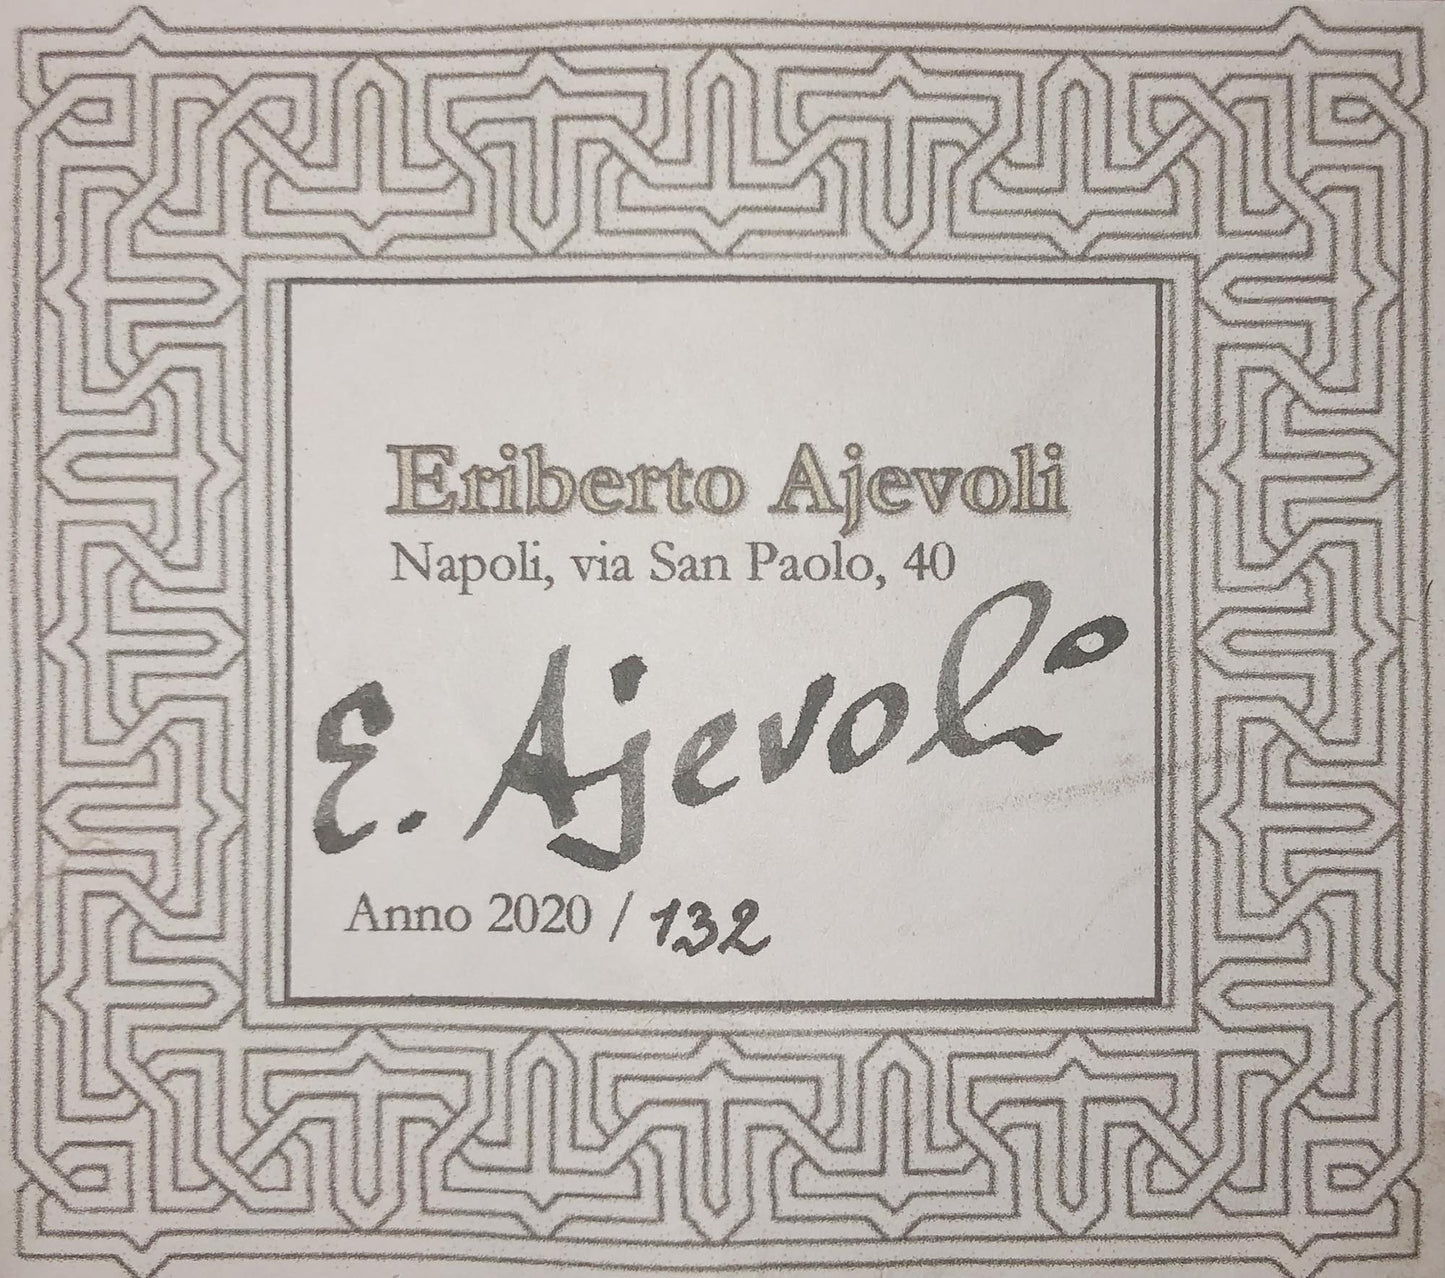 Eriberto Ajevoli
Napoli, via San Paolo, 40
E. Ajevoli
Anno 2020 / 132